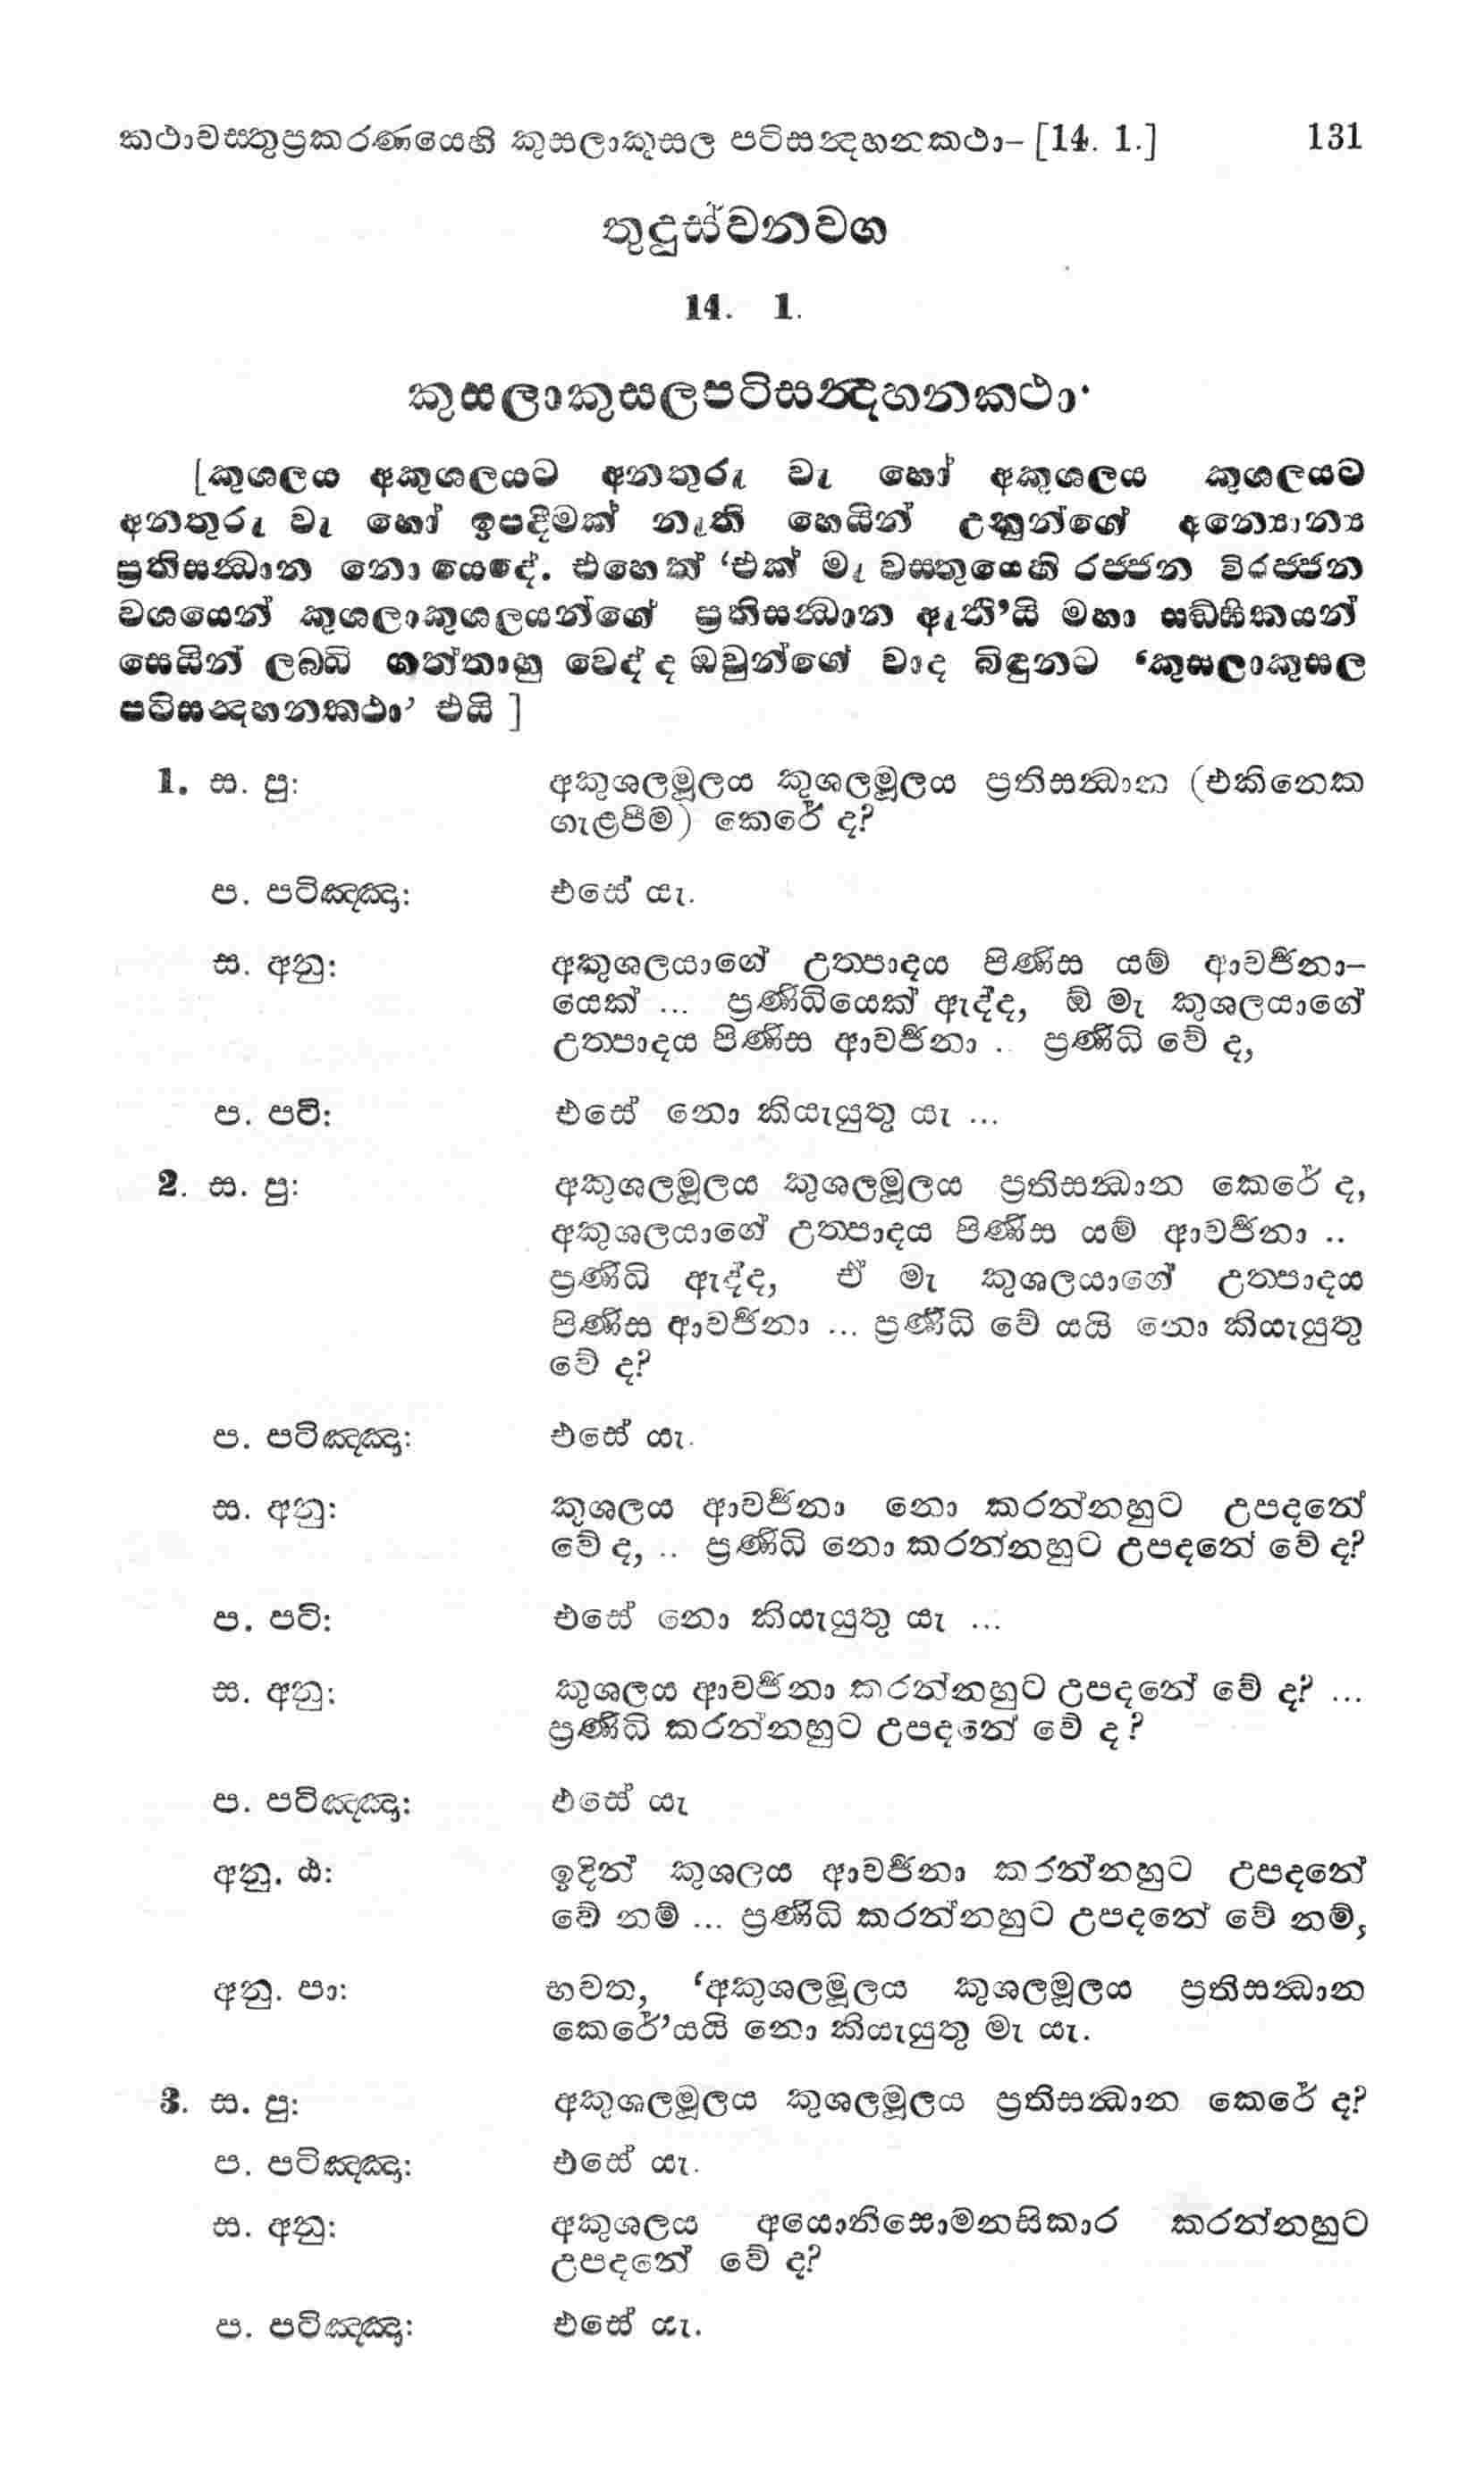 කථාවස්තුප්‍රකරණයෙහි කුසලාකුසල පටිසන්‍දහනකථා– [14. 1.] 131
තුදුස්වනවග
14. 1.
කුසලාකුසලපටිසන්‍දහනකථා·
[කුශලය අකුශලයට අනතුරු වැ හෝ අකුශලය කුශලයට
අනතුරු වැ හෝ ඉපදීමක් නැති හෙයින් උනුන්ගේ අන්‍යොන්‍ය
ප්‍රතිසන්‍ධාන නො යෙදේ. එහෙත් ‘එක් මැ වස්තුයෙහි රජ්ජන විරජ්ජන
වශයෙන් කුශලාකුශලයන්ගේ ප්‍රතිසන්‍ධාන ඇතී’යි මහා සඞ්ඝිකයන්
සෙයින් ලබ්ධි ගත්තාහු වෙද්ද ඔවුන්ගේ වාද බිඳුනට ‘කුසලාකුසල
පටිසන්‍දහනකථා’ එයි ]
1. ස. පු: අකුශලමූලය කුශලමූලය ප්‍රතිසන්‍ධාන (එකිනෙක
ගැළපීම) කෙරේ ද?
ප. පටිඤ්ඤා: එසේ යැ.
ස. අනු: අකුශලයාගේ උත්පාදය පිණිස යම් ආවර්ජනා–
යෙක් ... ප්‍රණිධියෙක් ඇද්ද, ඕ මැ කුශලයාගේ
උත්පාදය පිණිස ආවර්ජනා .. ප්‍රණිධි වේ ද,
ප. පටි: එසේ නො කියැයුතු යැ ...
2. ස. පු: අකුශලමූලය කුශලමූලය ප්‍රතිසන්‍ධාන කෙරේ ද,
අකුශලයාගේ උත්පාදය පිණිස යම් ආවර්ජනා ..
ප්‍රණිධි ඇද්ද, ඒ මැ කුශලයාගේ උත්පාදය
පිණිස ආවර්ජනා ... ප්‍රණිධි වේ යයි නො කියැයුතු
වේ ද?
ප. පටිඤ්ඤා: එසේ යැ.
ස. අනු: කුශලය ආවර්ජනා නො කරන්නහුට උපදනේ
වේ ද, .. ප්‍රණිධි නො කරන්නහුට උපදනේ වේ ද?
ප. පටි: එසේ නො කියැයුතු යැ ...
ස. අනු: කුශලය ආවර්ජනා කරන්නහුට උපදනේ වේ ද? ...
ප්‍රණිධි කරන්නහුට උපදනේ වේ ද?
ප. පටිඤ්ඤා: එසේ යැ
අනු. ඨ: ඉදින් කුශලය ආවර්ජනා කරන්නහුට උපදනේ
වේ නම් ... ප්‍රණිධි කරන්නහුට උපදනේ වේ නම්,
අනු. පා: භවත, ‘අකුශලමූලය කුශලමූලය ප්‍රතිසන්‍ධාන
කෙරේ’යයි නො කියැයුතු මැ යැ.
3. ස. පු: අකුශලමූලය කුශලමූලය ප්‍රතිසන්‍ධාන කෙරේ ද?
ප. පටිඤ්ඤා: එසේ යැ.
ස. අනු: අකුශලය අයොනිසොමනසිකාර කරන්නහුට
උපදනේ වේ ද?
ප. පටිඤ්ඤා: එසේ යැ.